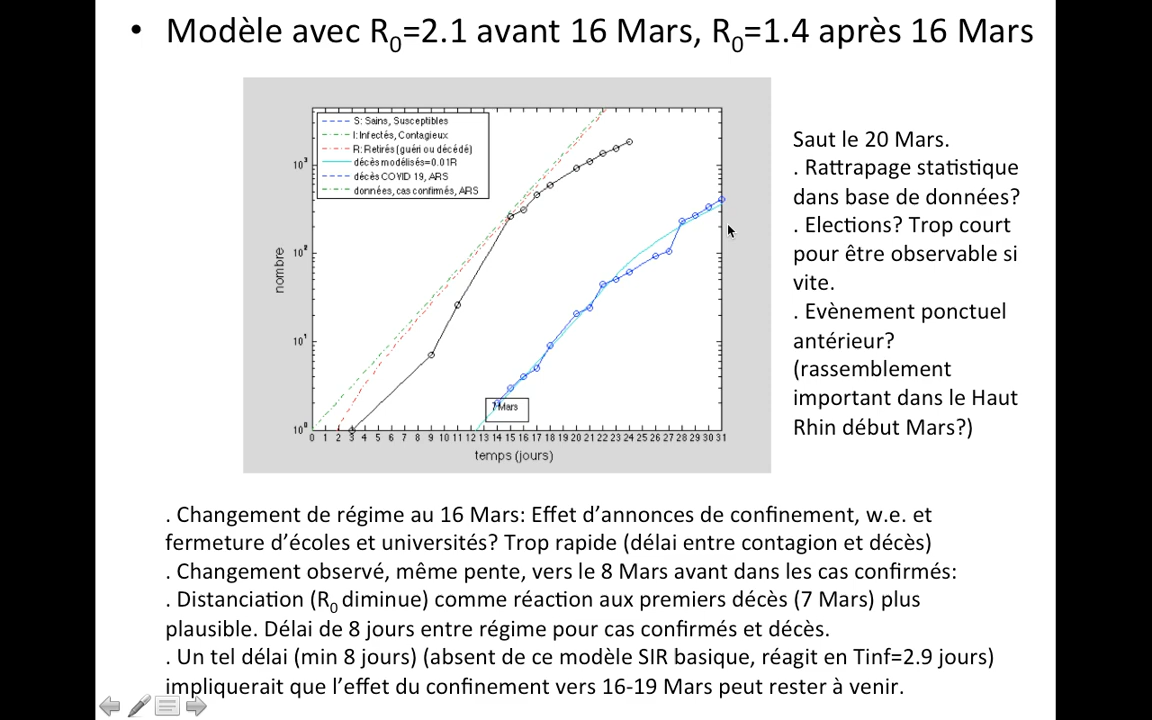 • Modèle avec R0=2.1 avant 16 Mars, R0=1.4 après 16 Mars
S: Sains, Susceptibles
I: Infectés, Contagieux
R: Retirés (guéri ou décédé)
décès modélisés=0.01R
décès COVID 19, ARS
données, cas confirmés, ARS
10^3
10^2
10^1
10^0
nombre
7 Mars
0 1 2 3 4 5 6 7 8 9 10 11 12 13 14 15 16 17 18 19 20 21 22 23 24 25 26 27 28 29 30 31
temps (jours)
Saut le 20 Mars.
. Rattrapage statistique
dans base de données?
. Elections? Trop court
pour être observable si
vite.
. Evènement ponctuel
antérieur?
(rassemblement
important dans le Haut
Rhin début Mars?)
. Changement de régime au 16 Mars: Effet d’annonces de confinement, w.e. et
fermeture d’écoles et universités? Trop rapide (délai entre contagion et décès)
. Changement observé, même pente, vers le 8 Mars avant dans les cas confirmés:
. Distanciation (R0 diminue) comme réaction aux premiers décès (7 Mars) plus
plausible. Délai de 8 jours entre régime pour cas confirmés et décès.
. Un tel délai (min 8 jours) (absent de ce modèle SIR basique, réagit en Tinf=2.9 jours)
impliquerait que l’effet du confinement vers 16-19 Mars peut rester à venir.